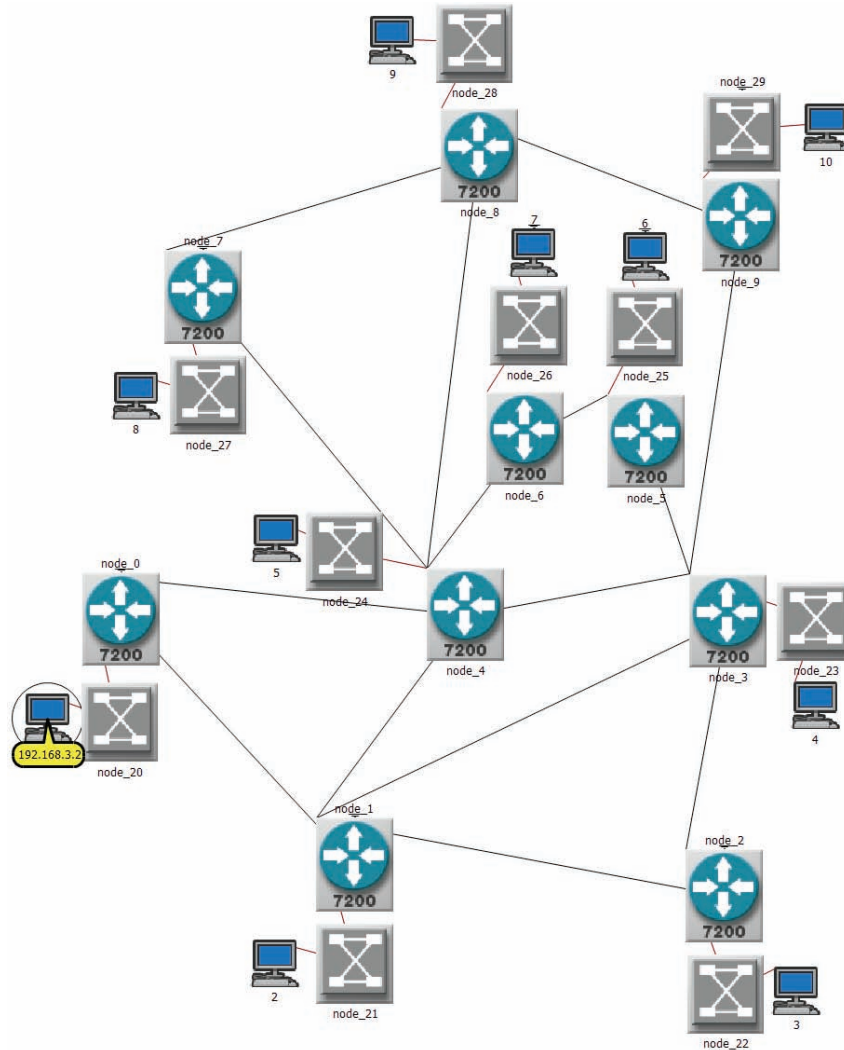 9
node_28
7200
node_8
node_29
10
7200
node_9
node_7
7200
8
node_27
7
node_26
7200
node_6
6
node_25
7200
node_5
5
node_24
node_0
7200
192.168.3.2
node_20
7200
node_4
7200
node_3
node_23
4
node_1
7200
2
node_21
node_2
7200
node_22
3